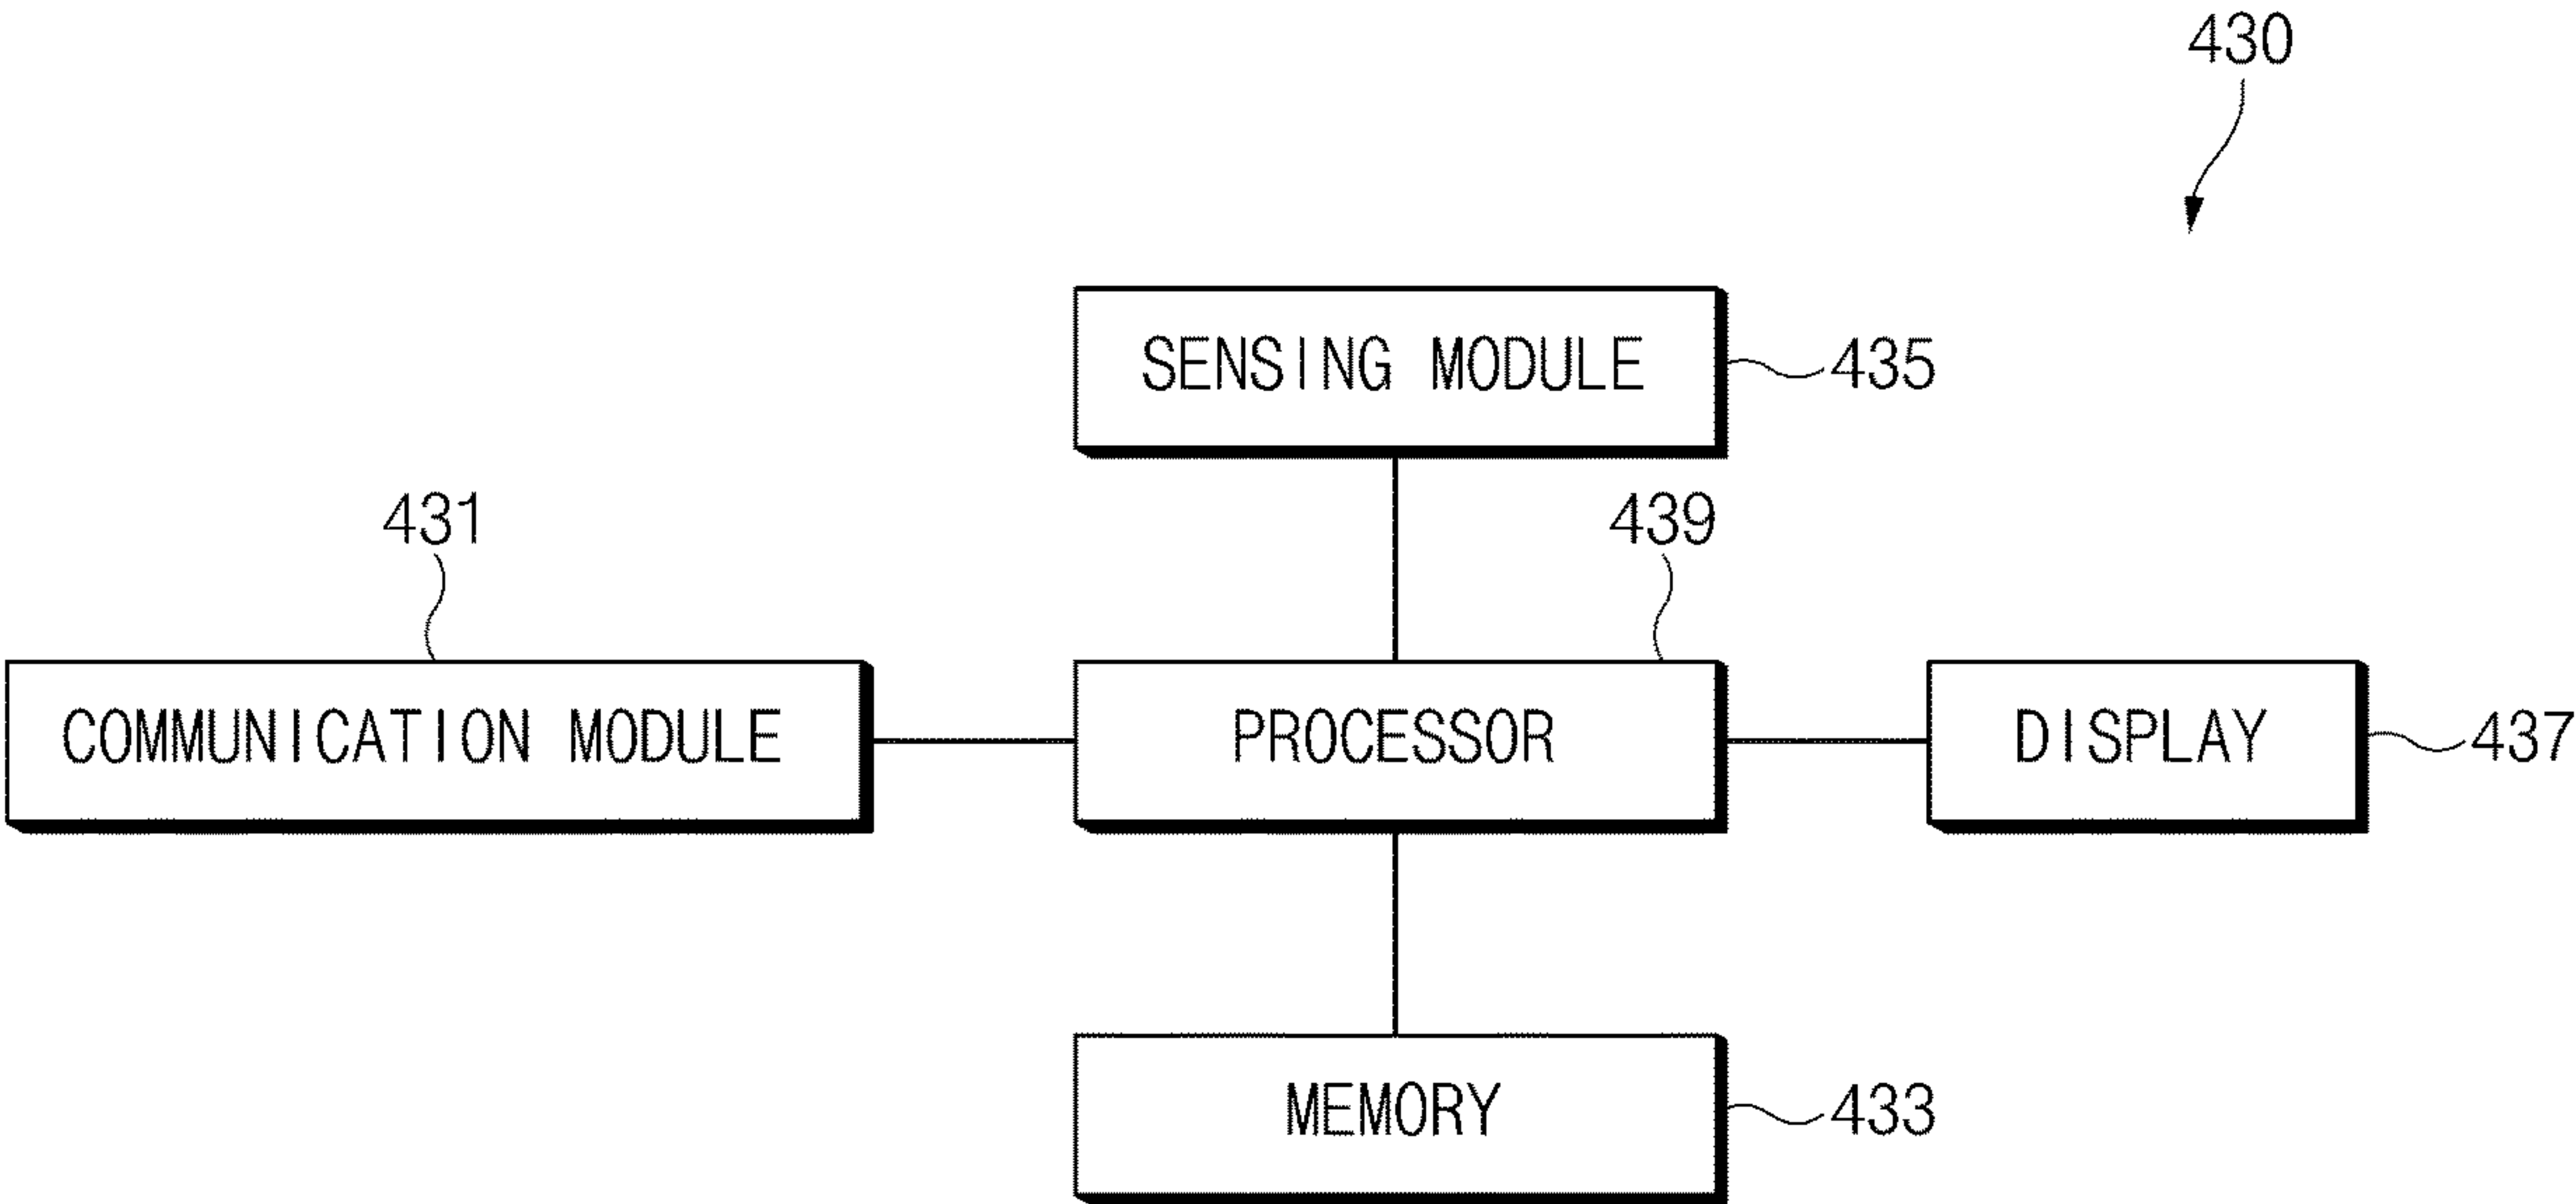 430
SENSING MODULE
435
431
439
COMMUNICATION MODULE
PROCESSOR
DISPLAY
437
MEMORY
433